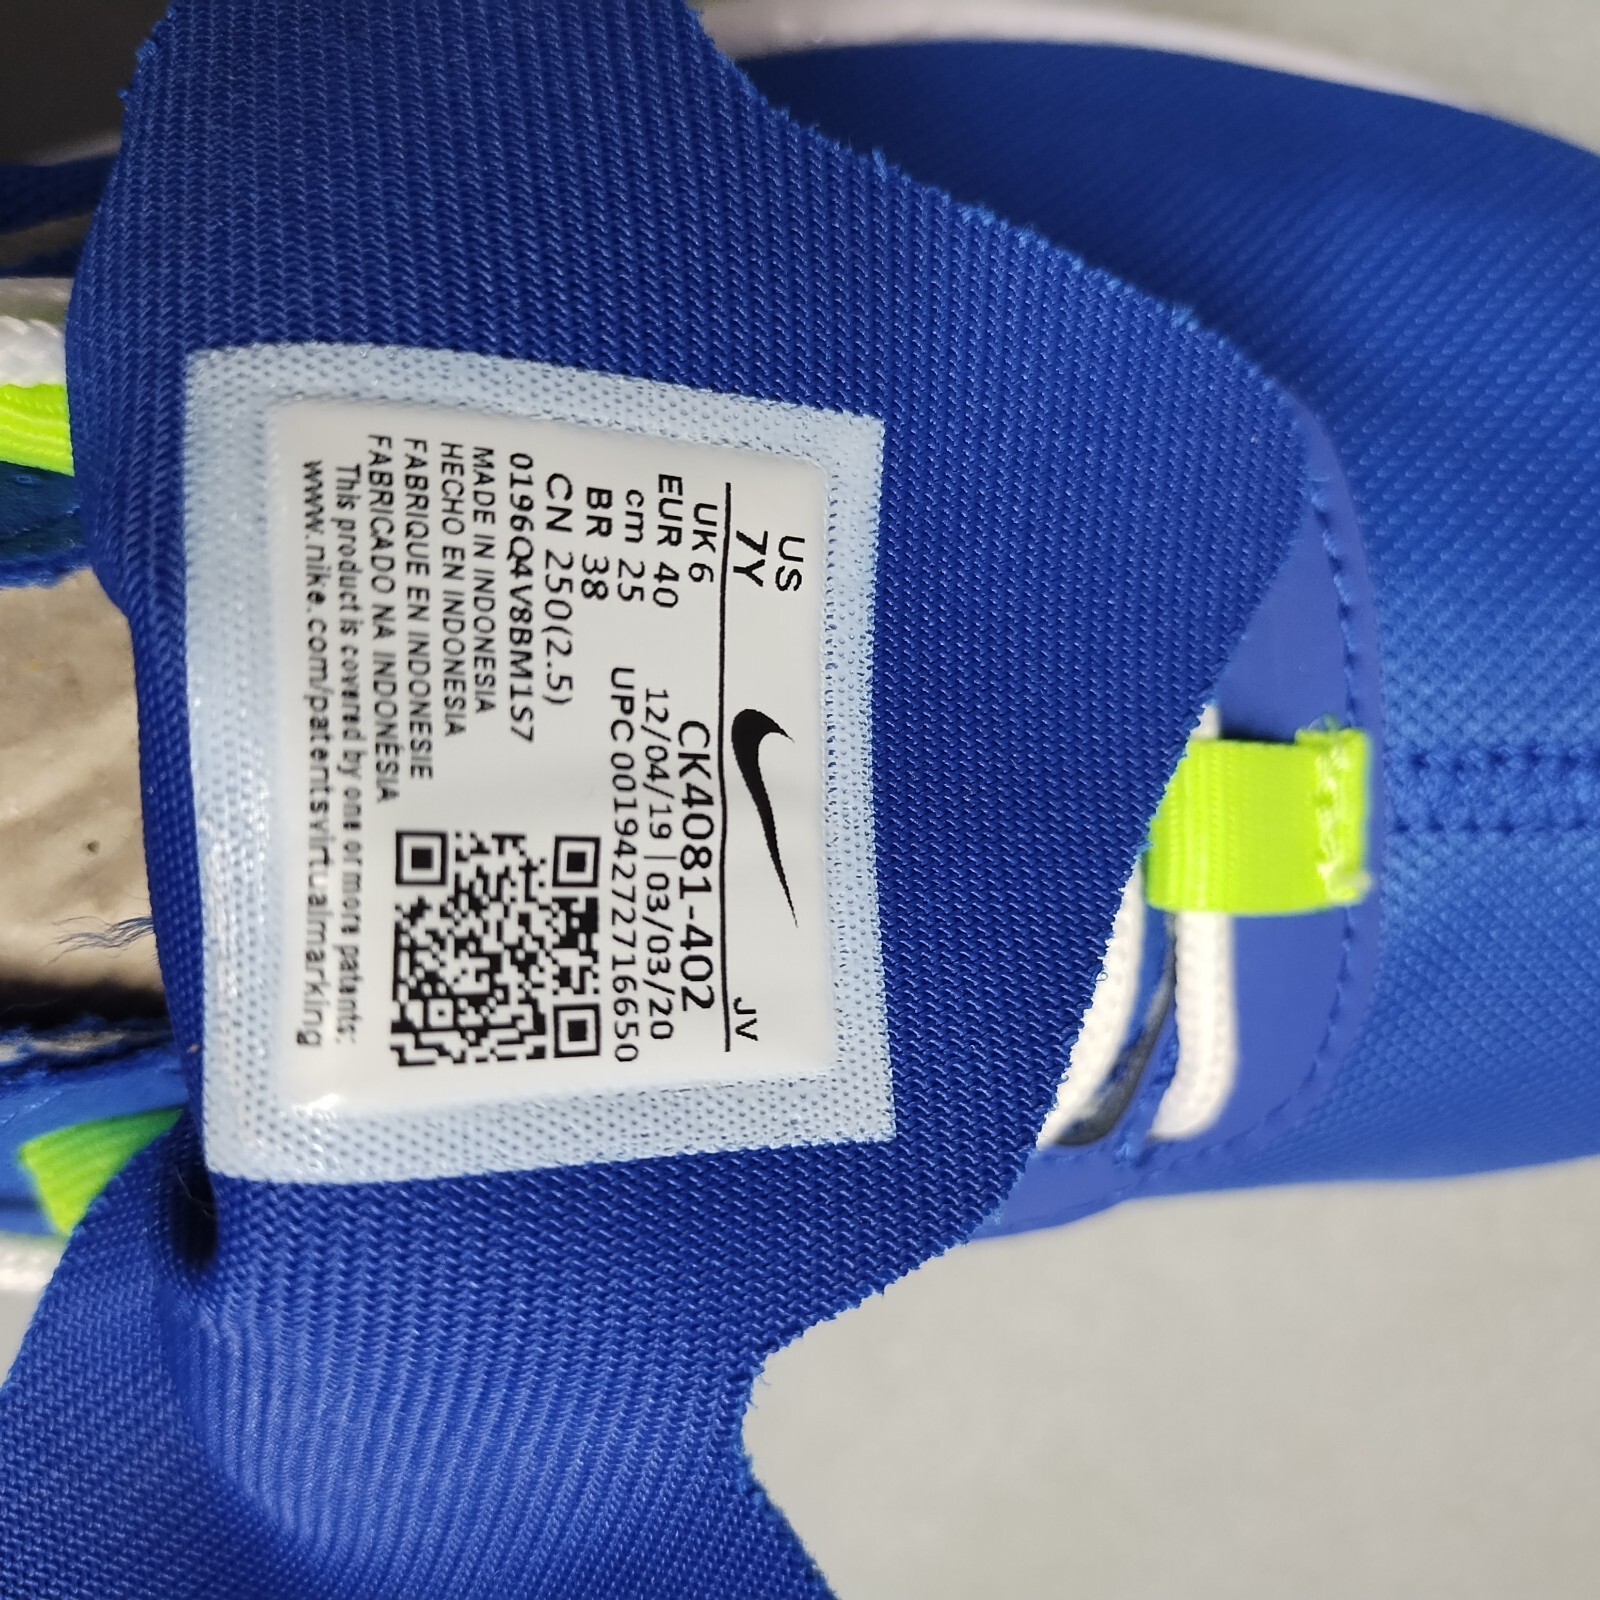 US
7Y
JV
UK 6
EUR 40
cm 25
BR 38
CN 250(2.5)
CK4081-402
12/04/19 | 03/03/20
UPC 00194272716650
0196Q4V8BM1S7
MADE IN INDONESIA
HECHO EN INDONESIA
FABRIQUE EN INDONESIE
FABRICADO NA INDONÉSIA
This product is covered by one or more patents:
www.nike.com/patentsvirtualmarking